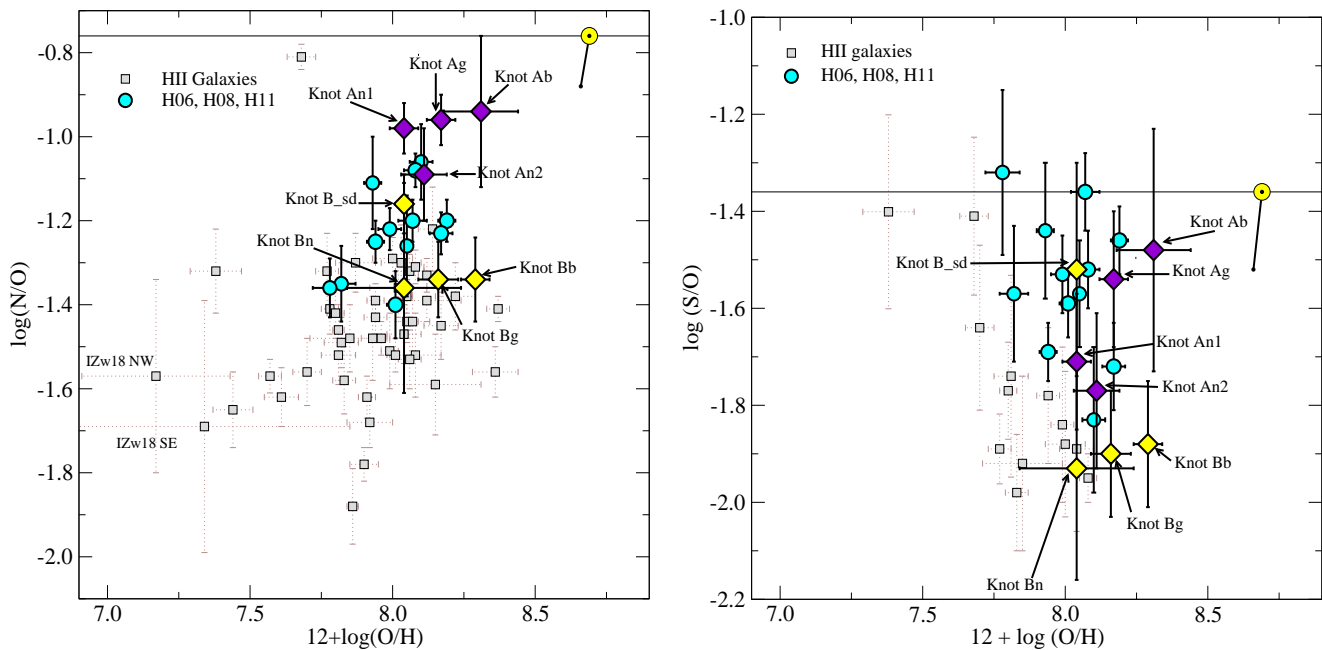 -0.8
-1.0
-1.2
-1.4
-1.6
-1.8
-2.0
log(N/O)
HII Galaxies
H06, H08, H11
Knot Ag
Knot Ab
Knot An1
Knot An2
Knot B_sd
Knot Bn
Knot Bb
Knot Bg
IZw18 NW
IZw18 SE
7.0
7.5
8.0
8.5
12+log(O/H)
-1.0
-1.2
-1.4
-1.6
-1.8
-2.0
-2.2
log (S/O)
HII galaxies
H06, H08, H11
Knot Ab
Knot B_sd
Knot Ag
Knot An1
Knot An2
Knot Bb
Knot Bg
Knot Bn
7.0
7.5
8.0
8.5
12 + log (O/H)